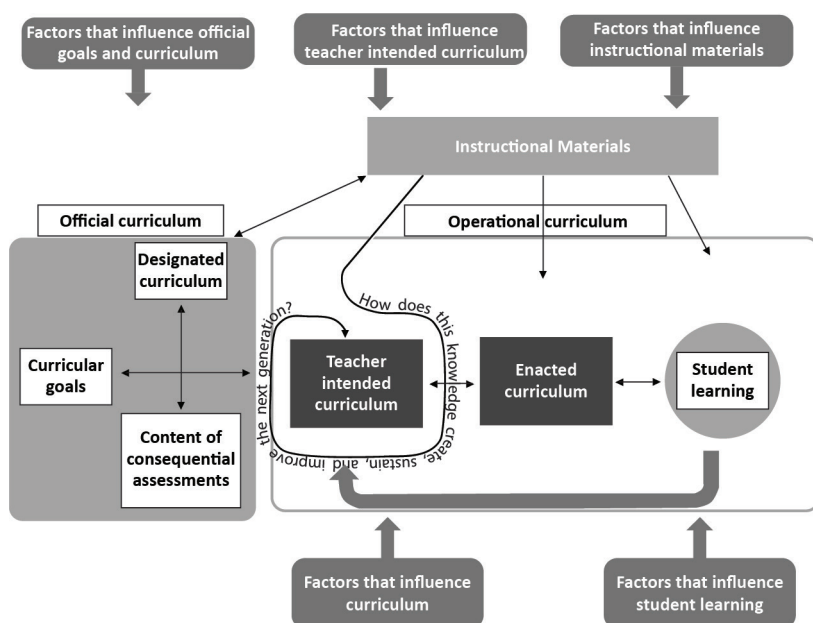 Factors that influence official
goals and curriculum
Factors that influence
teacher intended curriculum
Factors that influence
instructional materials
Instructional Materials
Official curriculum
Operational curriculum
Designated
curriculum
Curricular
goals
Content of
consequential
assessments
How does this knowledge create, sustain, and improve the next generation?
Teacher
intended
curriculum
Enacted
curriculum
Student
learning
Factors that influence
curriculum
Factors that influence
student learning